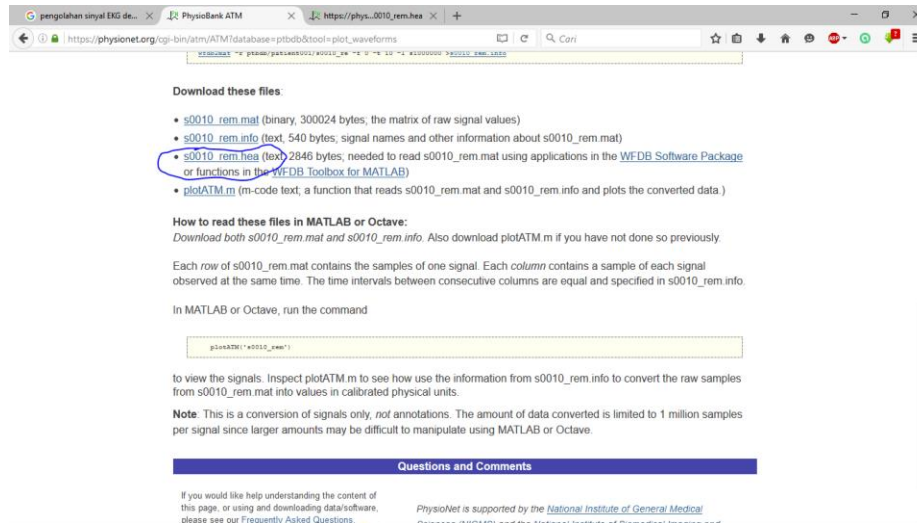 pengolahan sinyal EKG de...
PhysioBank ATM
https://phys...0010_rem.hea
https://physionet.org/cgi-bin/atm/ATM?database=ptbdb&tool=plot_waveforms
Cari
Download these files:
• s0010_rem.mat (binary, 300024 bytes; the matrix of raw signal values)
• s0010_rem.info (text, 540 bytes; signal names and other information about s0010_rem.mat)
• s0010_rem.hea (text, 2846 bytes; needed to read s0010_rem.mat using applications in the WFDB Software Package
or functions in the WFDB Toolbox for MATLAB)
• plotATM.m (m-code text; a function that reads s0010_rem.mat and s0010_rem.info and plots the converted data.)
How to read these files in MATLAB or Octave:
Download both s0010_rem.mat and s0010_rem.info. Also download plotATM.m if you have not done so previously.
Each row of s0010_rem.mat contains the samples of one signal. Each column contains a sample of each signal
observed at the same time. The time intervals between consecutive columns are equal and specified in s0010_rem.info.
In MATLAB or Octave, run the command
plotATM('s0010_rem')
to view the signals. Inspect plotATM.m to see how use the information from s0010_rem.info to convert the raw samples
from s0010_rem.mat into values in calibrated physical units.
Note: This is a conversion of signals only, not annotations. The amount of data converted is limited to 1 million samples
per signal since larger amounts may be difficult to manipulate using MATLAB or Octave.
Questions and Comments
If you would like help understanding the content of
this page, or using and downloading data/software,
please see our Frequently Asked Questions.
PhysioNet is supported by the National Institute of General Medical
Sciences (NIGMS) and the National Institute of Biomedical Imaging and